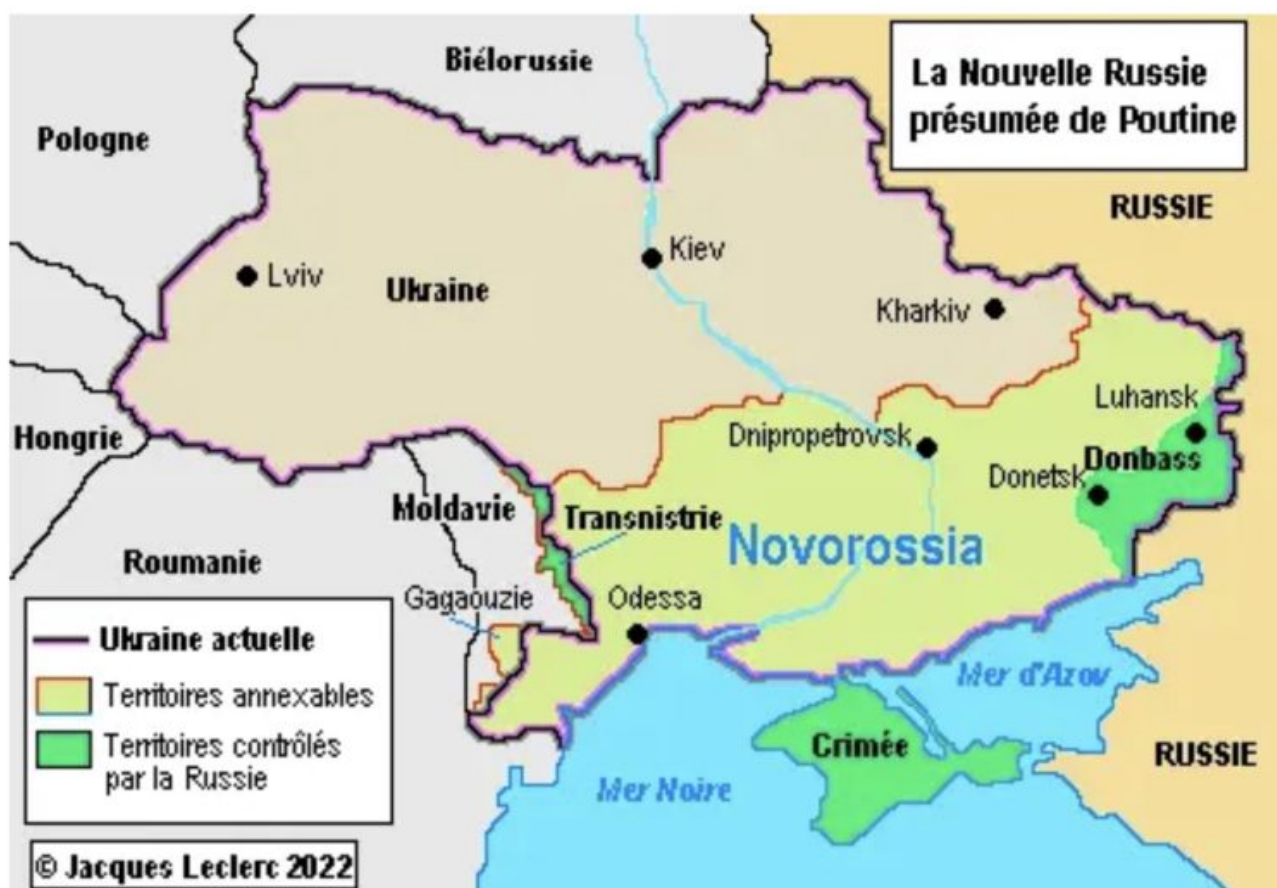 Biélorussie
La Nouvelle Russie
présumée de Poutine
Pologne
RUSSIE
Kiev
Lviv
Ukraine
Kharkiv
Luhansk
Hongrie
Dnipropetrovsk
Donbass
Donetsk
Moldavie
Transnistrie
Novorossia
Roumanie
Gagaouzie
Odessa
Ukraine actuelle
Territoires annexables
Territoires contrôlés
par la Russie
Mer d'Azov
Crimée
RUSSIE
Mer Noire
© Jacques Leclerc 2022